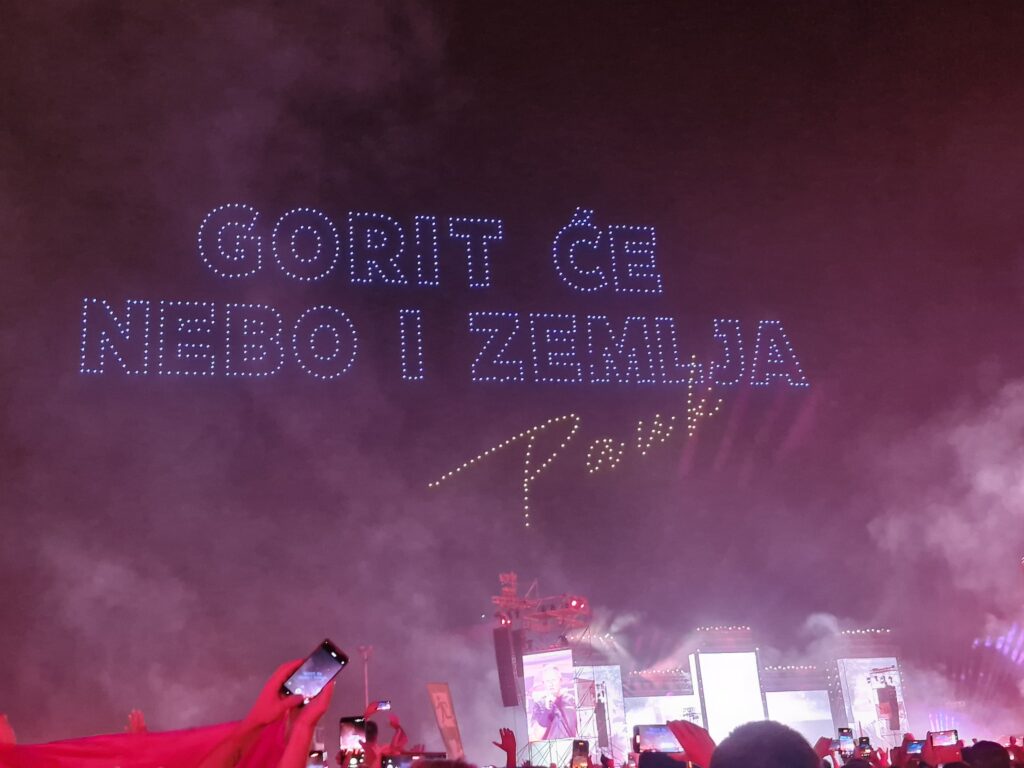 GORIT ĆE
NEBO I ZEMLJA